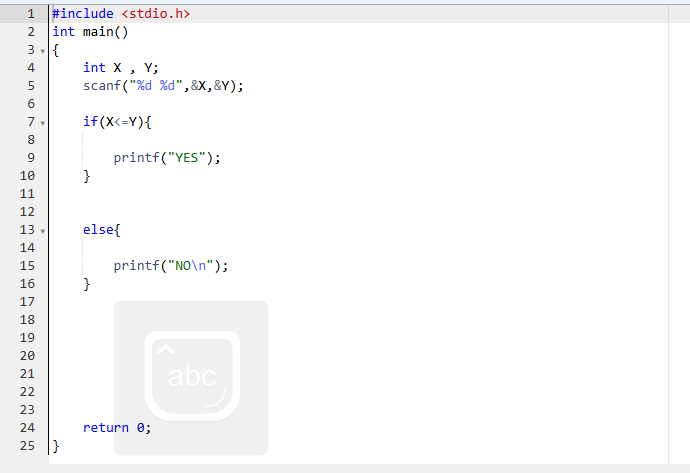 1 #include <stdio.h>
2 int main()
3 {
4 int X , Y;
5 scanf("%d %d",&X,&Y);
6
7 if(X<=Y){
8
9 printf("YES");
10 }
11
12
13 else{
14
15 printf("NO\n");
16 }
17
18
19
20
21 abc
22
23
24 return 0;
25 }